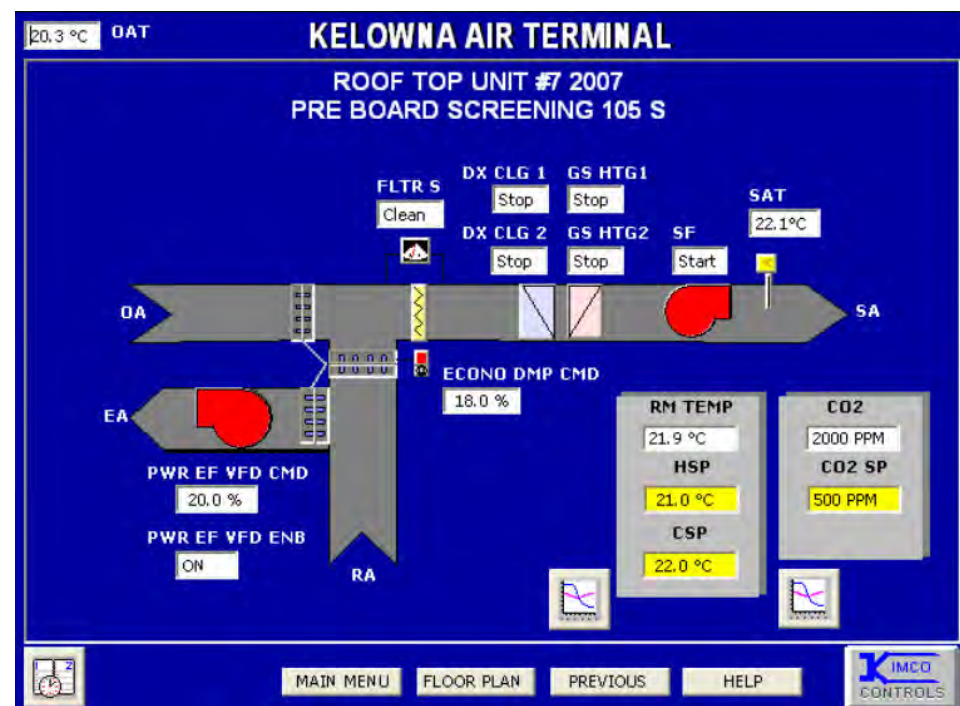 20.3 °C OAT
KELOWNA AIR TERMINAL
ROOF TOP UNIT #7 2007
PRE BOARD SCREENING 105 S
DX CLG 1 GS HTG1
FLTR S
Stop Stop
SAT
Clean
22.1°C
DX CLG 2 GS HTG2 SF
Stop Stop Start
OA
SA
ECONO DMP CMD
18.0 %
RM TEMP CO2
EA
21.9 °C 2000 PPM
HSP CO2 SP
PWR EF VFD CMD
20.0 % 21.0 °C 500 PPM
CSP
PWR EF VFD ENB
ON 22.0 °C
RA
1 2
MAIN MENU FLOOR PLAN PREVIOUS HELP
KIMCO
CONTROLS